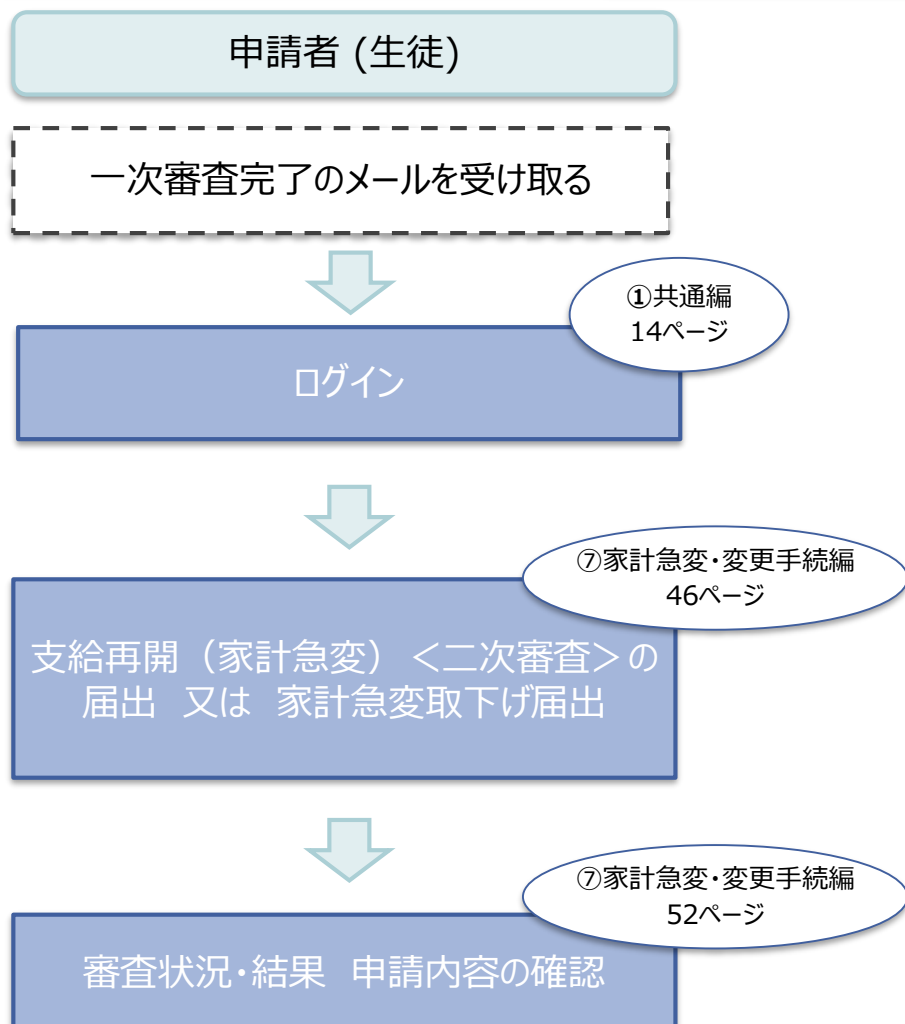 申請者 (生徒)
一次審査完了のメールを受け取る
①共通編
14ページ
ログイン
⑦家計急変・変更手続編
46ページ
支給再開（家計急変）＜二次審査＞の
届出　又は　家計急変取下げ届出
⑦家計急変・変更手続編
52ページ
審査状況・結果　申請内容の確認